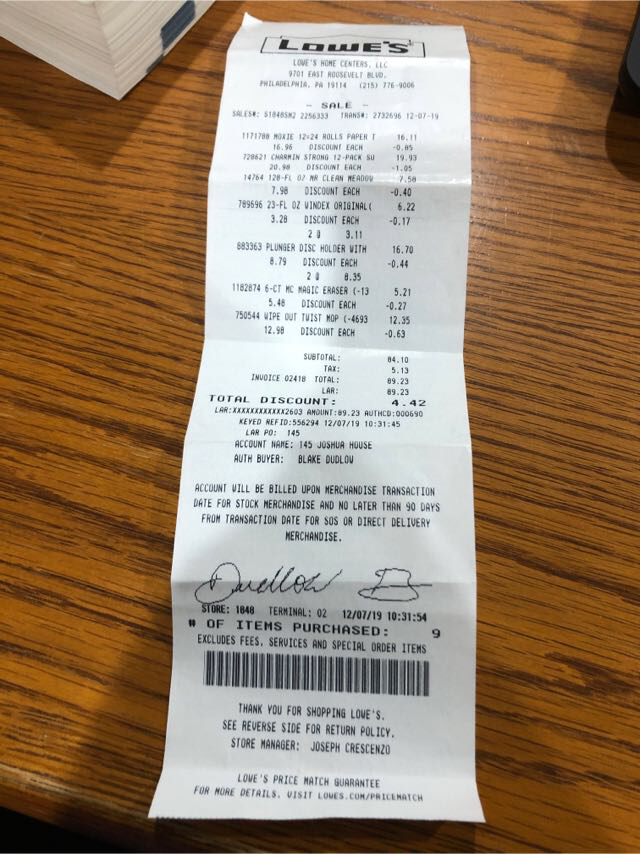 LOWE'S
LOWE'S HOME CENTERS, LLC
9701 EAST ROOSEVELT BLVD.
PHILADELPHIA, PA 19114 (215) 776-9006
- SALE -
SALES#: S1848SM2 2256333 TRANS#: 2732696 12-07-19
1171788 MOXIE 12=24 ROLLS PAPER T 16.11
16.96 DISCOUNT EACH -0.85
728621 CHARMIN STRONG 12-PACK SU 19.93
20.98 DISCOUNT EACH -1.05
14764 128-FL OZ MR CLEAN MEADOW 7.58
7.98 DISCOUNT EACH -0.40
789696 23-FL OZ WINDEX ORIGINAL( 6.22
3.28 DISCOUNT EACH -0.17
2 @ 3.11
883363 PLUNGER DISC HOLDER WITH 16.70
8.79 DISCOUNT EACH -0.44
2 @ 8.35
1182874 6-CT MC MAGIC ERASER (-13 5.21
5.48 DISCOUNT EACH -0.27
750544 WIPE OUT TWIST MOP (-4693 12.35
12.98 DISCOUNT EACH -0.63
SUBTOTAL: 84.10
TAX: 5.13
INVOICE 02418 TOTAL: 89.23
LAR: 89.23
TOTAL DISCOUNT: 4.42
LAR:XXXXXXXXXXXX2603 AMOUNT:89.23 AUTHCD:000690
KEYED REFID:556294 12/07/19 10:31:45
LAR PO: 145
ACCOUNT NAME: 145 JOSHUA HOUSE
AUTH BUYER: BLAKE DUDLOW
ACCOUNT WILL BE BILLED UPON MERCHANDISE TRANSACTION
DATE FOR STOCK MERCHANDISE AND NO LATER THAN 90 DAYS
FROM TRANSACTION DATE FOR SOS OR DIRECT DELIVERY
MERCHANDISE.
STORE: 1848 TERMINAL: 02 12/07/19 10:31:54
# OF ITEMS PURCHASED: 9
EXCLUDES FEES, SERVICES AND SPECIAL ORDER ITEMS
THANK YOU FOR SHOPPING LOWE'S.
SEE REVERSE SIDE FOR RETURN POLICY.
STORE MANAGER: JOSEPH CRESCENZO
LOWE'S PRICE MATCH GUARANTEE
FOR MORE DETAILS, VISIT LOWES.COM/PRICEMATCH